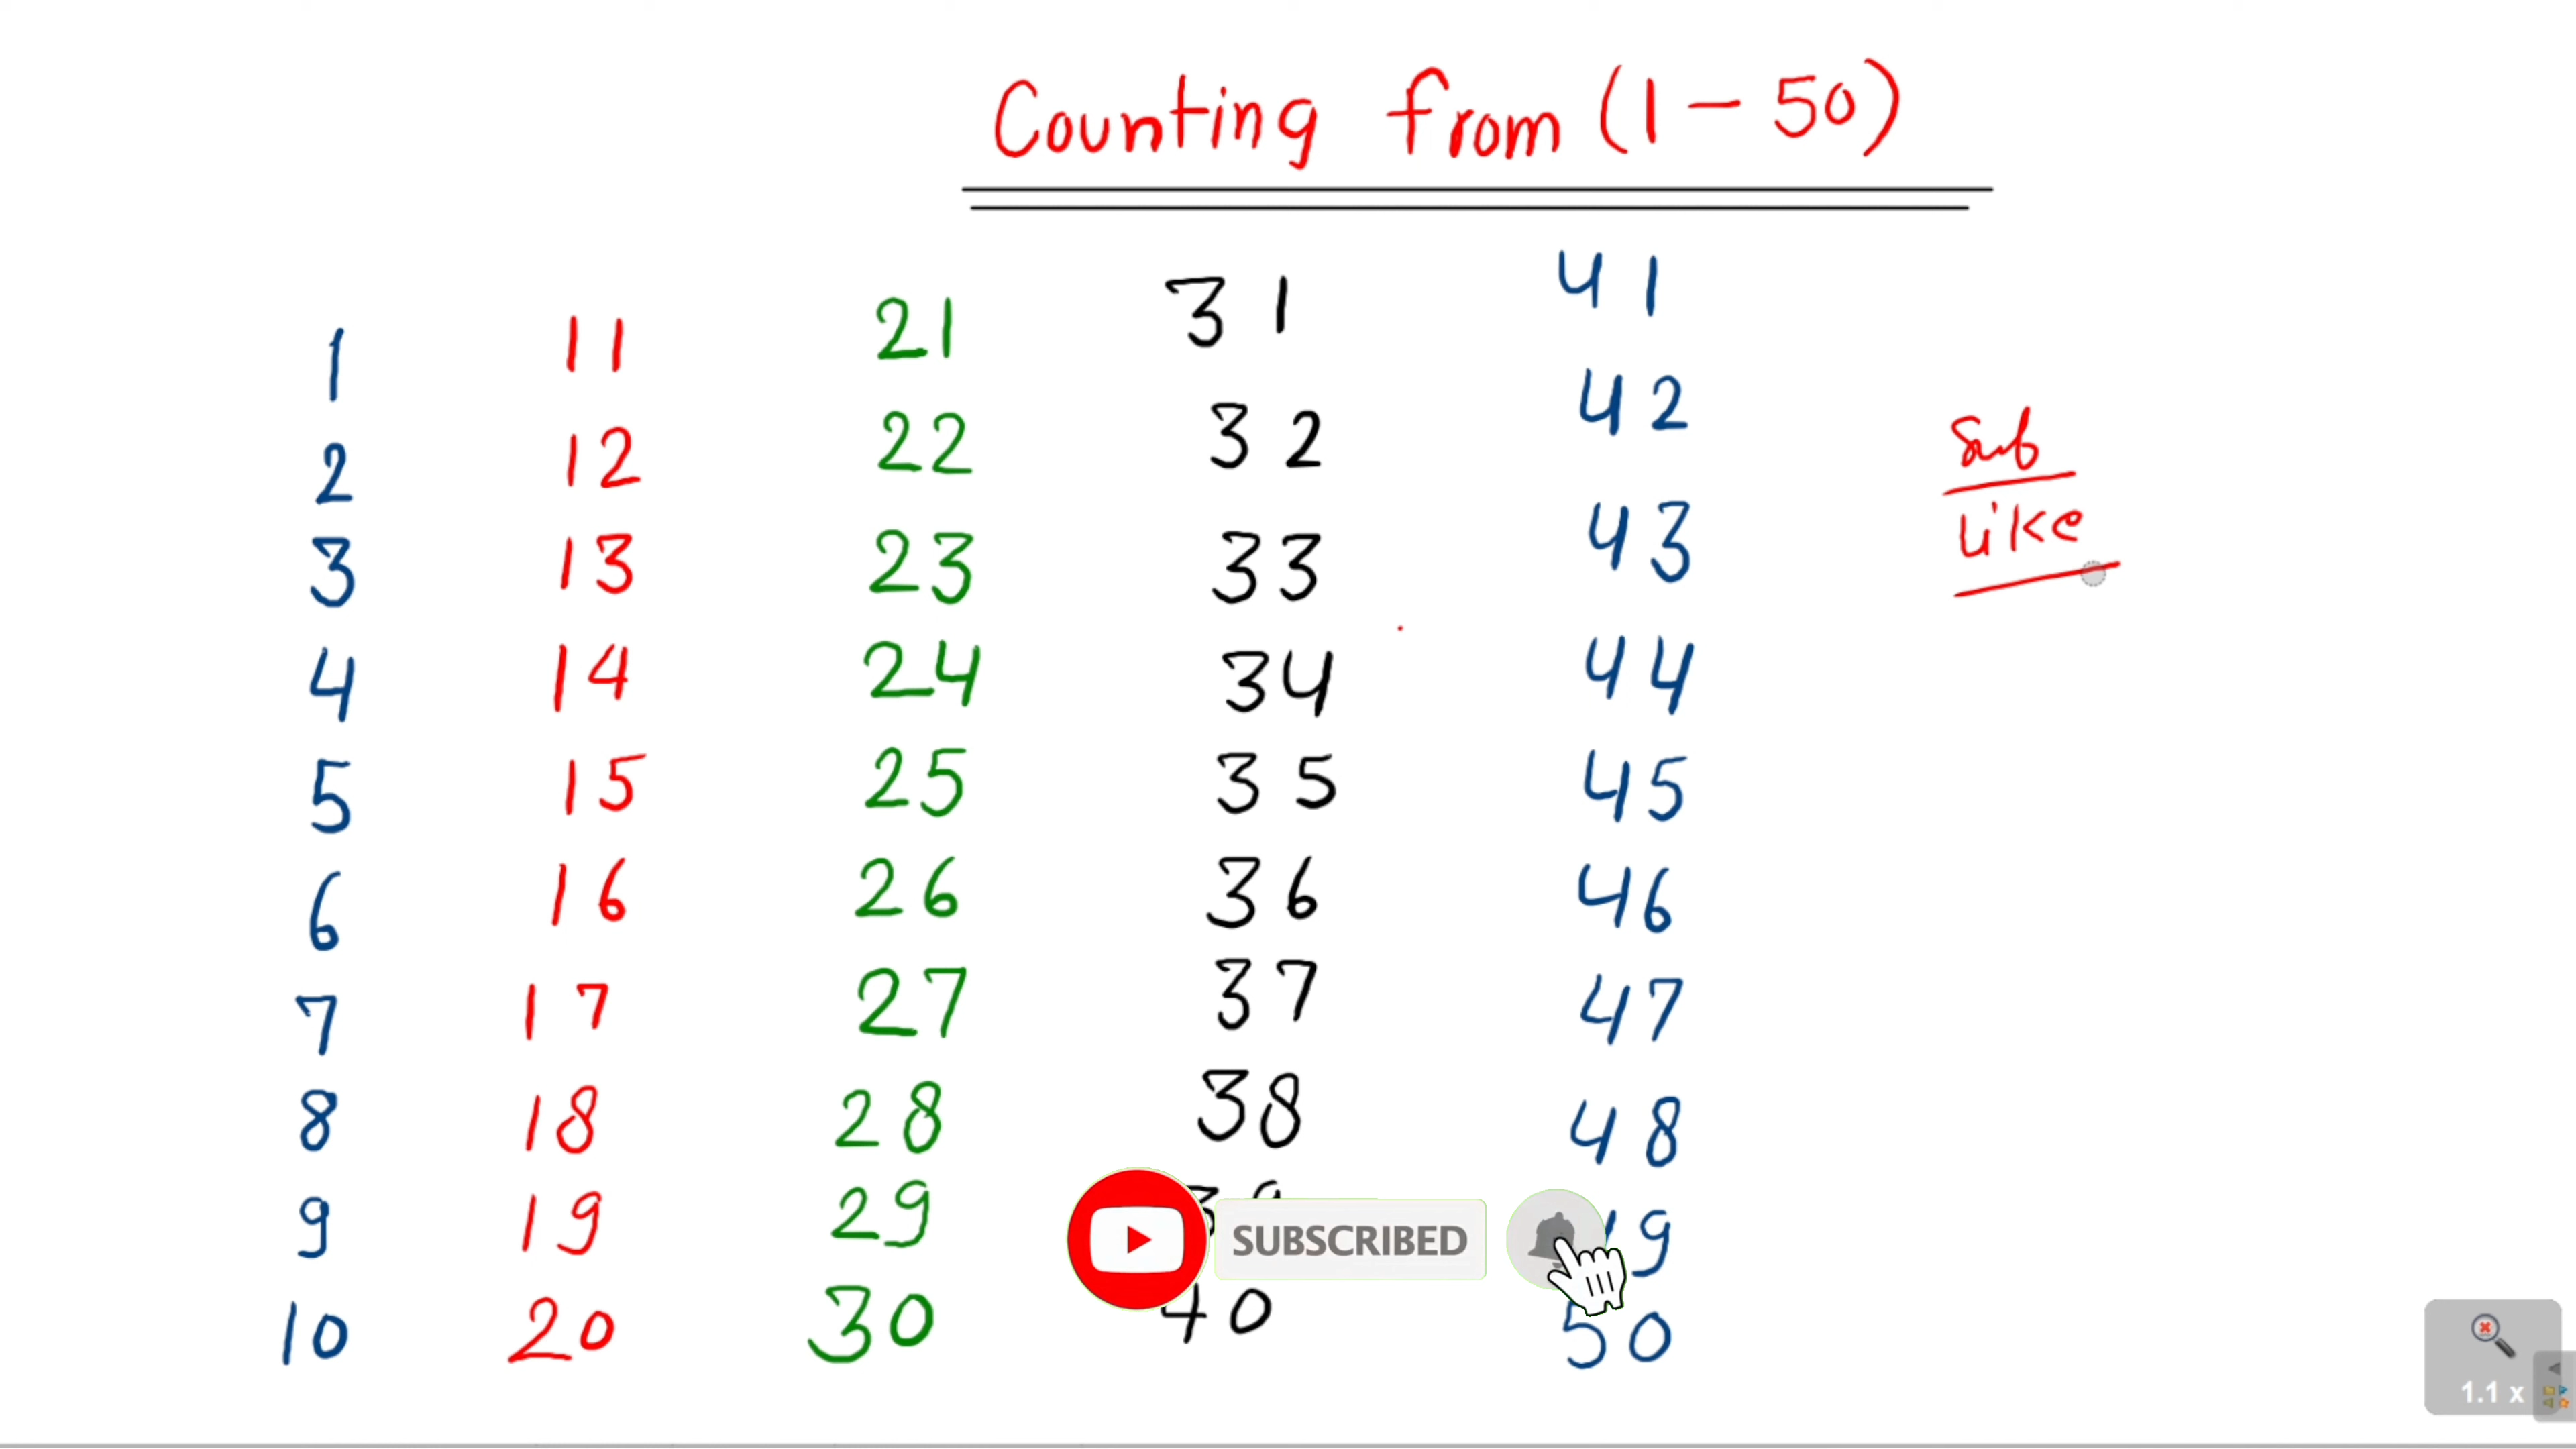 Counting from (1 - 50)
1 11 21 31 41
2 12 22 32 42
3 13 23 33 43
4 14 24 34 44
5 15 25 35 45
6 16 26 36 46
7 17 27 37 47
8 18 28 38 48
9 19 29
10 20 30 40 50
Sub
Like
SUBSCRIBED
1.1 x